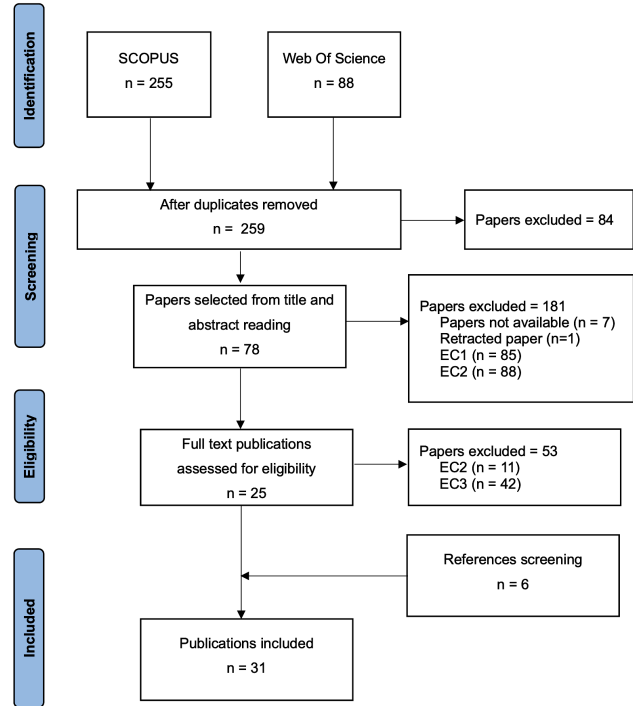 Identification
SCOPUS
n = 255
Web Of Science
n = 88
Screening
After duplicates removed
n =  259
Papers excluded = 84
Papers selected from title and
abstract reading
n = 78
Papers excluded = 181
Papers not available (n = 7)
Retracted paper (n=1)
EC1 (n = 85)
EC2 (n = 88)
Eligibility
Full text publications
assessed for eligibility
n = 25
Papers excluded = 53
EC2 (n = 11)
EC3 (n = 42)
Included
References screening
n = 6
Publications included
n = 31